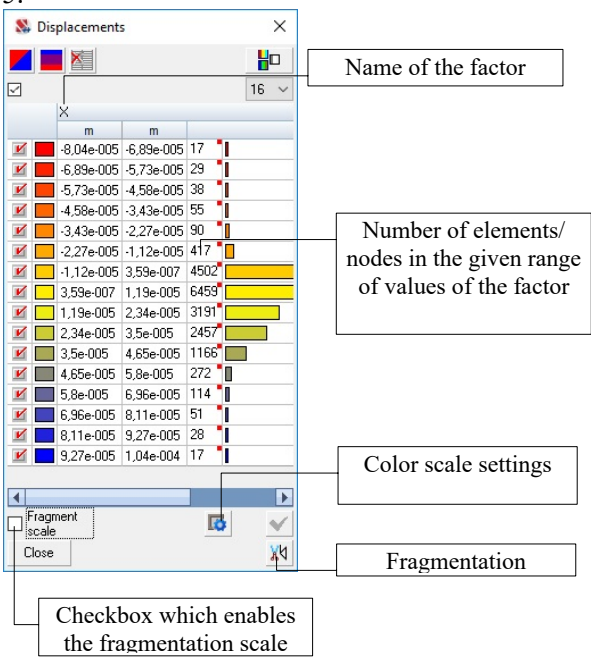 5.
Displacements
Name of the factor
16
X
m m
-8,04e-005 -6,89e-005 17
-6,89e-005 -5,73e-005 29
-5,73e-005 -4,58e-005 38
-4,58e-005 -3,43e-005 55
-3,43e-005 -2,27e-005 90
-2,27e-005 -1,12e-005 417
-1,12e-005 3,59e-007 4502
3,59e-007 1,19e-005 6459
1,19e-005 2,34e-005 3191
2,34e-005 3,5e-005 2457
3,5e-005 4,65e-005 1166
4,65e-005 5,8e-005 272
5,8e-005 6,96e-005 114
6,96e-005 8,11e-005 51
8,11e-005 9,27e-005 28
9,27e-005 1,04e-004 17
Number of elements/
nodes in the given range
of values of the factor
Color scale settings
Fragment
scale
Close
Fragmentation
Checkbox which enables
the fragmentation scale